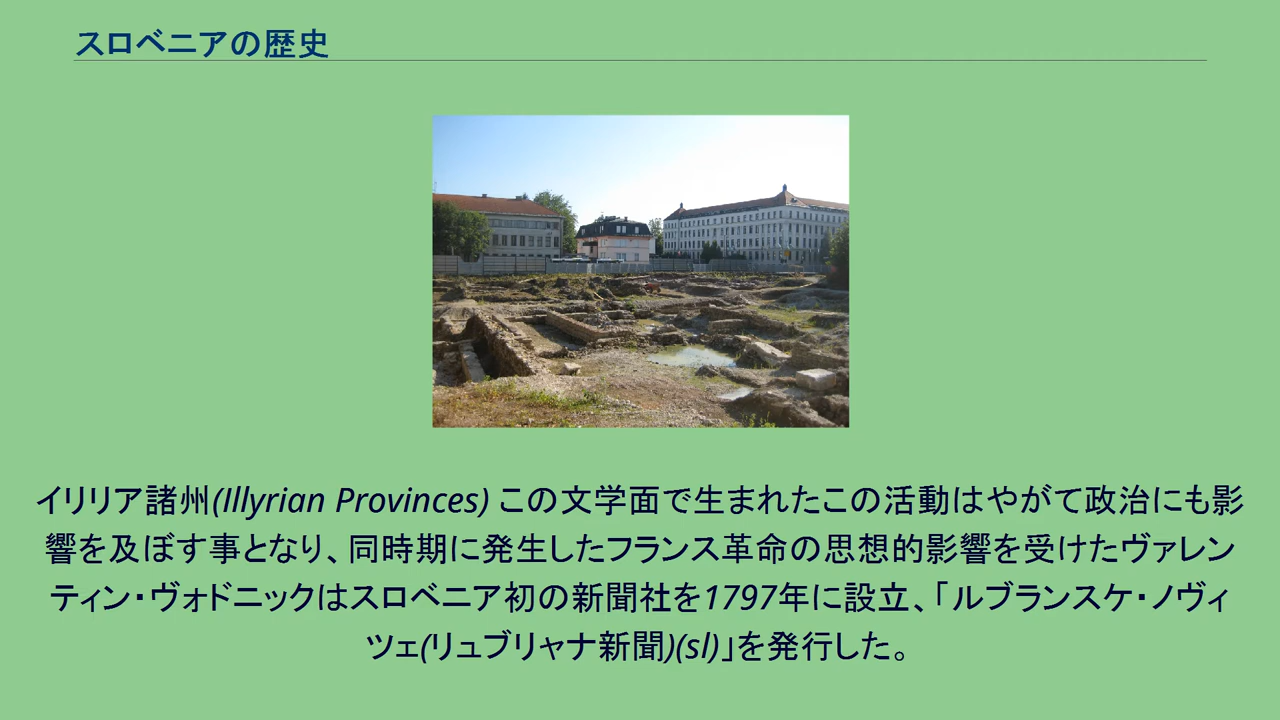 スロベニアの歴史
イリリア諸州(Illyrian Provinces) この文学面で生まれたこの活動はやがて政治にも影
響を及ぼす事となり、同時期に発生したフランス革命の思想的影響を受けたヴァレン
ティン・ヴォドニックはスロベニア初の新聞社を1797年に設立、「ルブランスケ・ノヴィ
ツェ(リュブリャナ新聞)(sl)」を発行した。